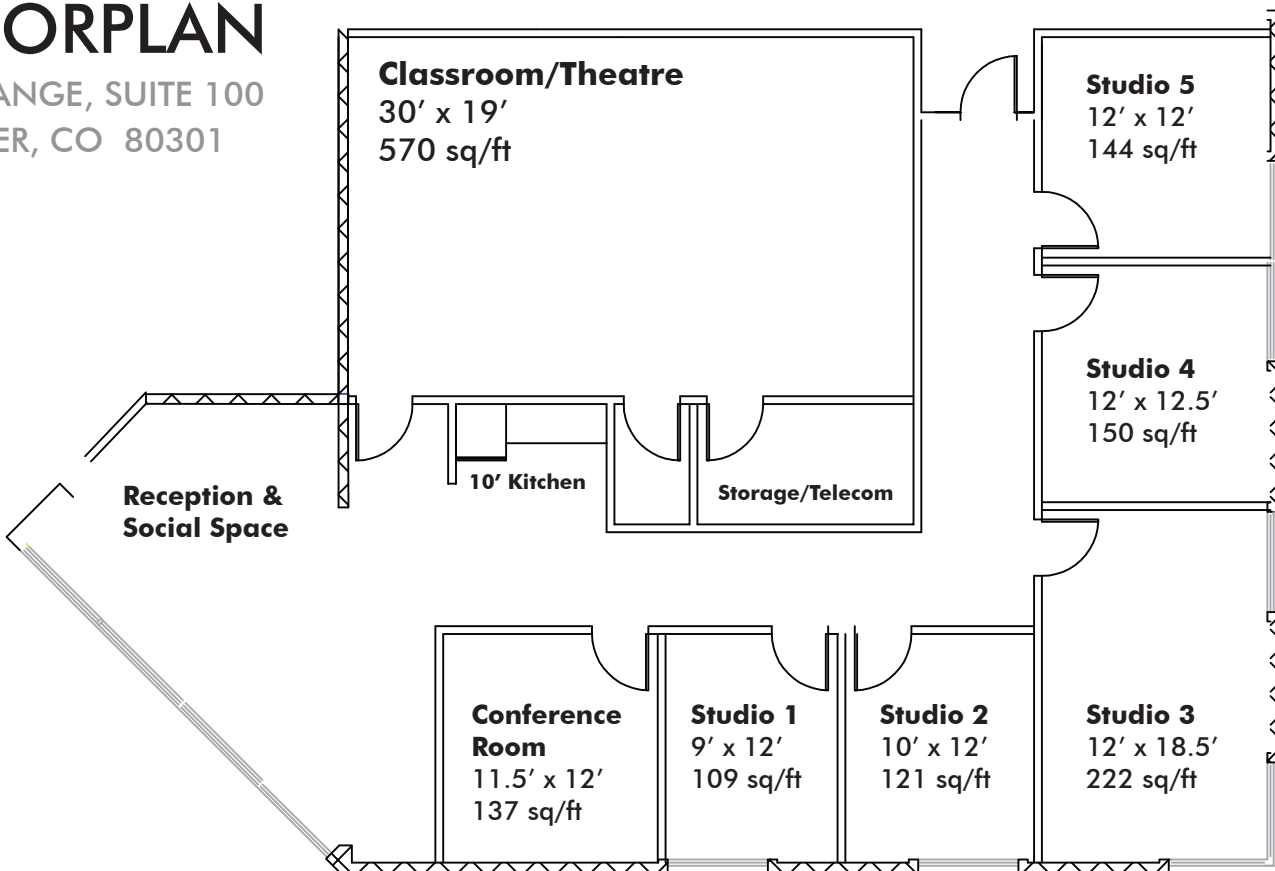 ORPLAN
ANGE, SUITE 100
ER, CO 80301
Classroom/Theatre
30’ x 19’
570 sq/ft
Studio 5
12’ x 12’
144 sq/ft
Studio 4
12’ x 12.5’
150 sq/ft
Reception &
Social Space
10’ Kitchen
Storage/Telecom
Conference
Room
11.5’ x 12’
137 sq/ft
Studio 1
9’ x 12’
109 sq/ft
Studio 2
10’ x 12’
121 sq/ft
Studio 3
12’ x 18.5’
222 sq/ft